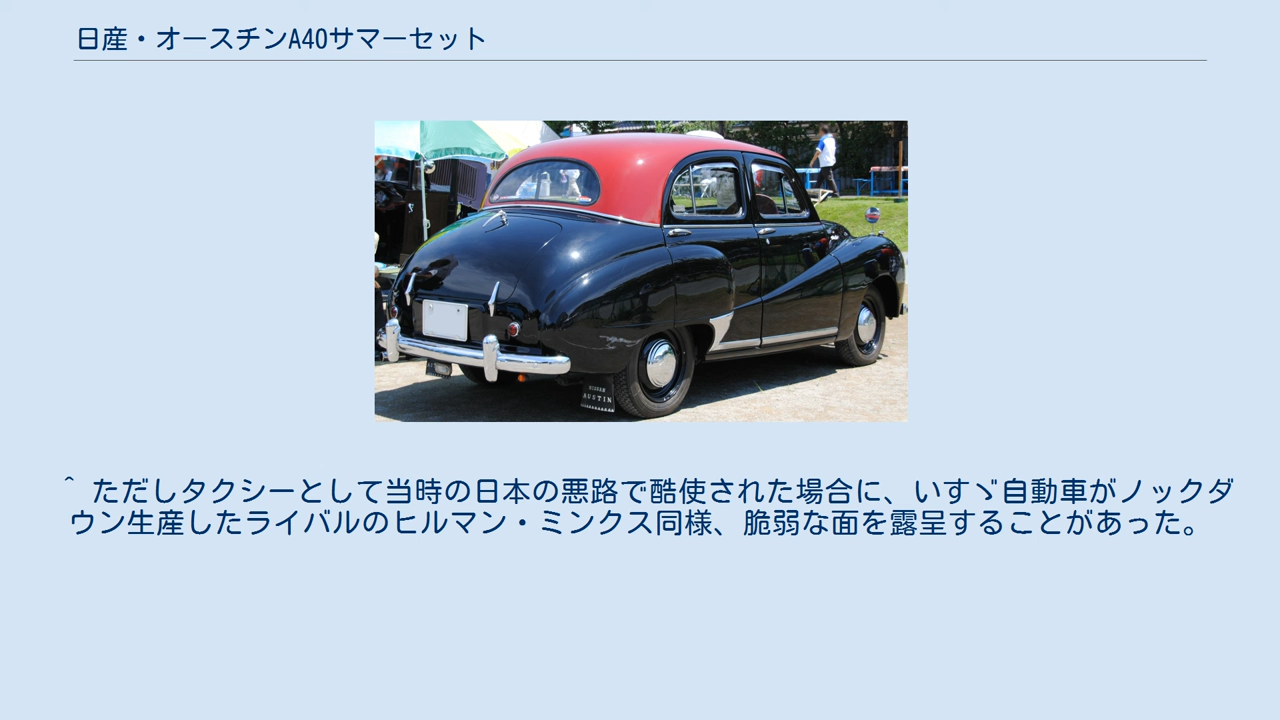 日産・オースチンA40サマーセット
AUSTIN
^ ただしタクシーとして当時の日本の悪路で酷使された場合に、いすゞ自動車がノックダ
ウン生産したライバルのヒルマン・ミンクス同様、脆弱な面を露呈することがあった。